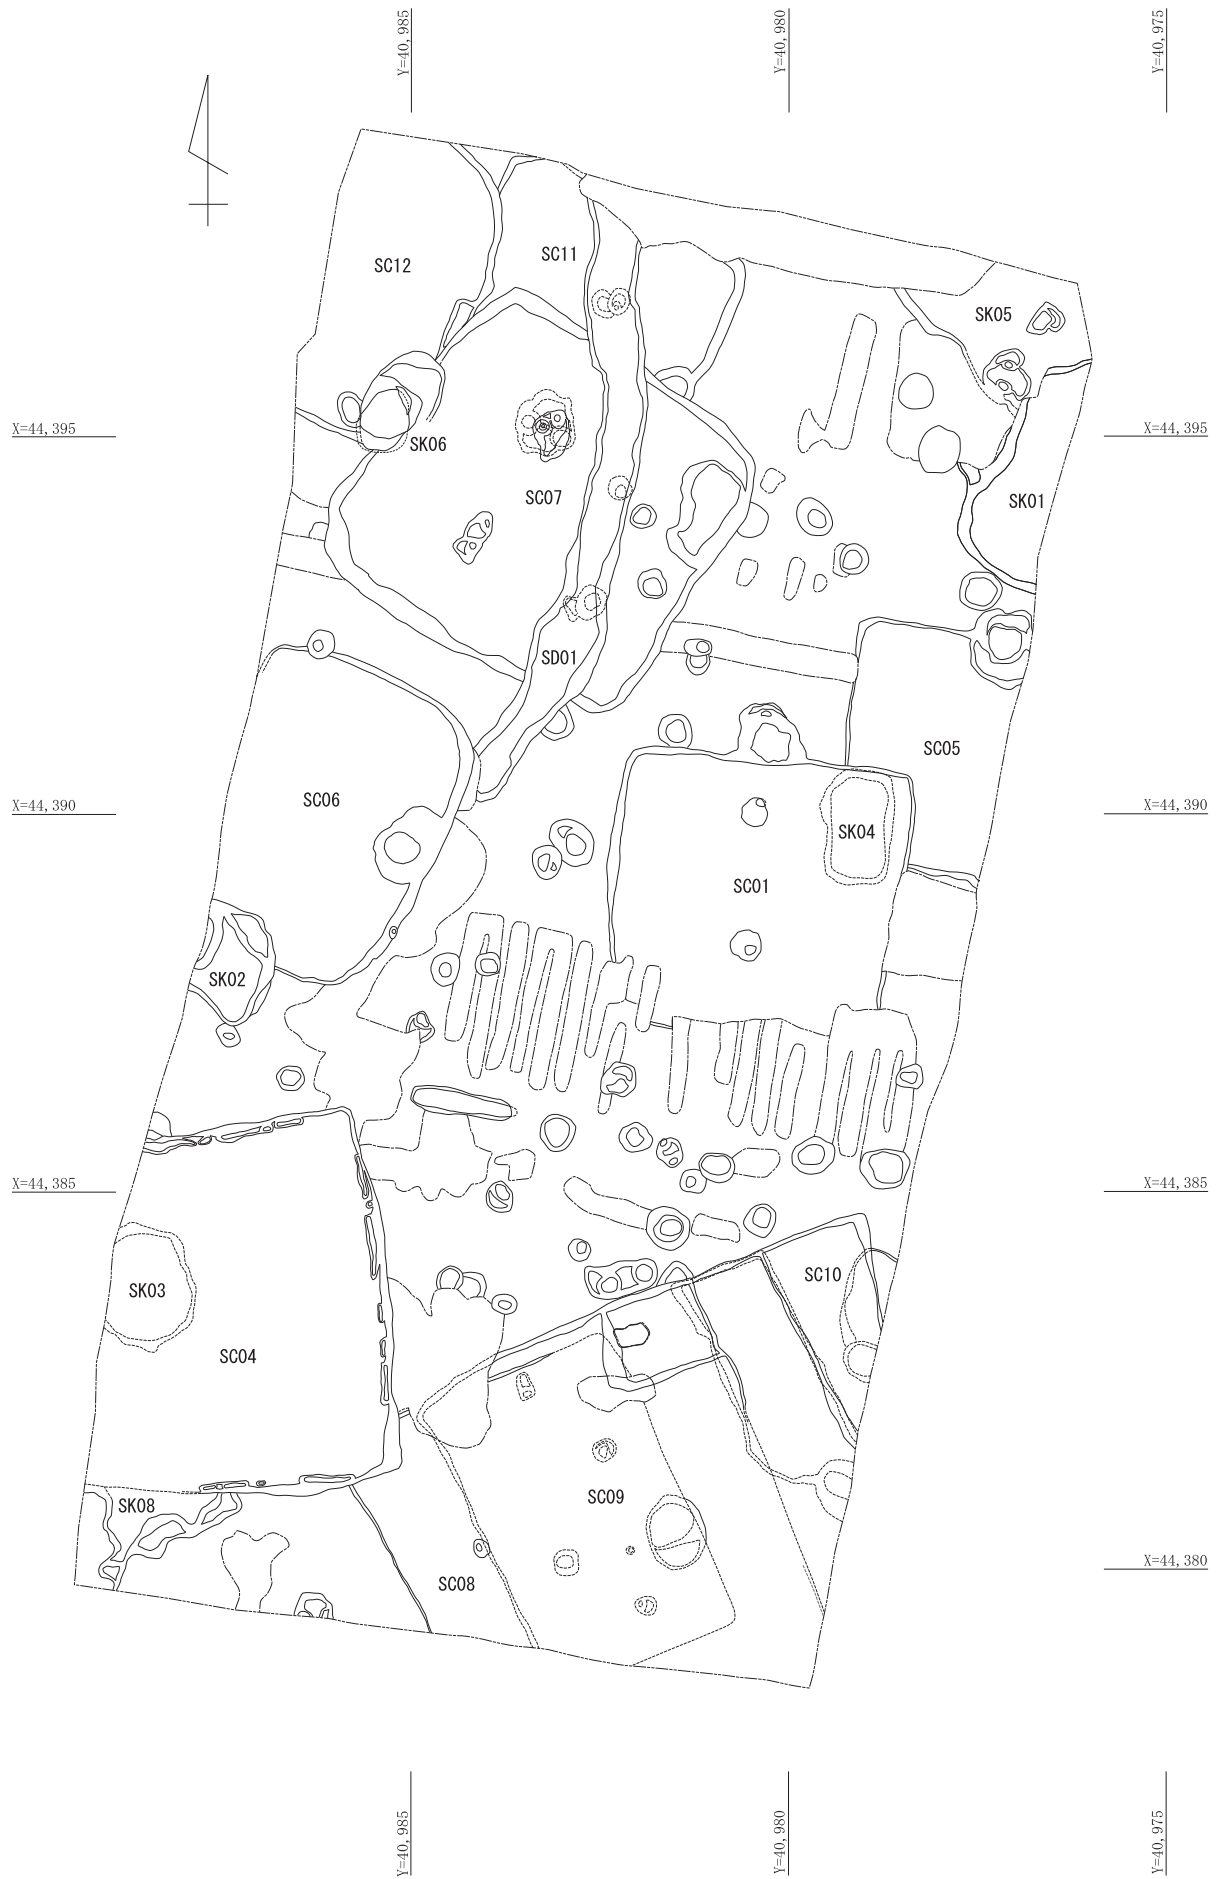 Y=40,985
Y=40,980
Y=40,975
SC11
SC12
SK05
X=44,395
X=44,395
SK06
SC07
SK01
SD01
SC05
SC06
X=44,390
X=44,390
SK04
SC01
SK02
X=44,385
X=44,385
SC10
SK03
SC04
SC09
SK08
X=44,380
SC08
Y=40,985
Y=40,980
Y=40,975